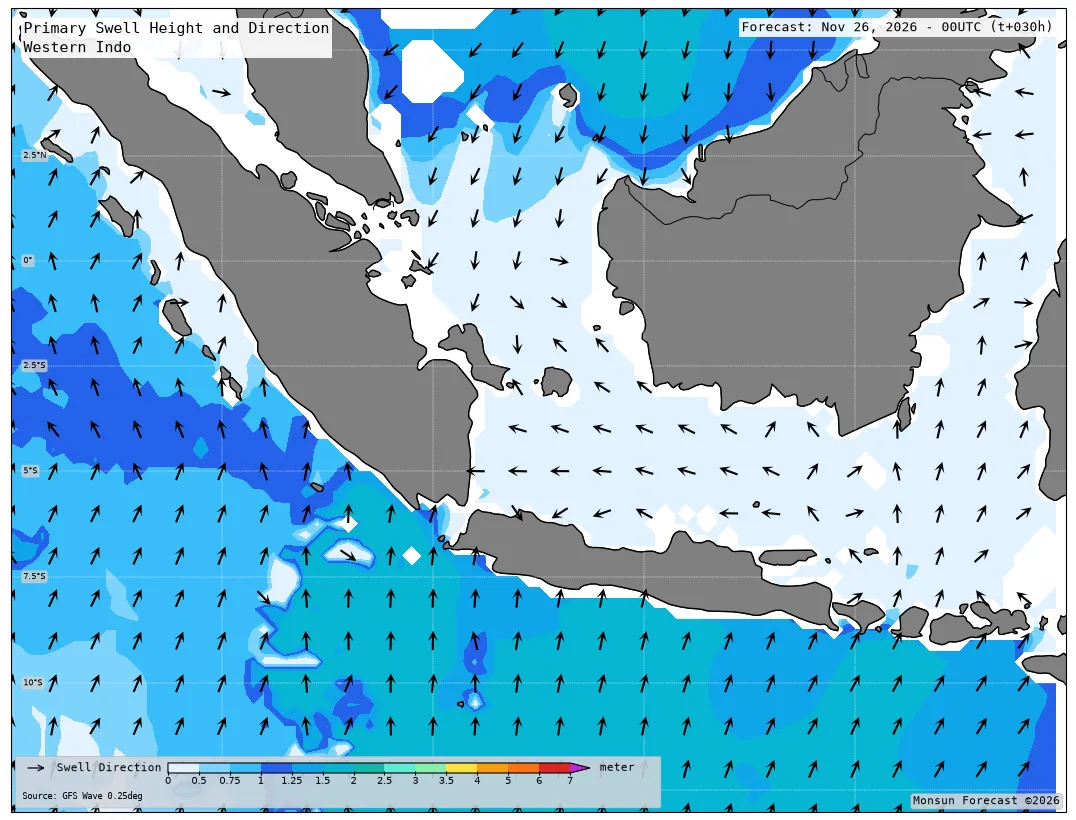 Primary Swell Height and Direction
Western Indo
Forecast: Nov 26, 2026 - 00UTC (t+030h)
2.5°N
0°
2.5°S
5°S
7.5°S
10°S
Swell Direction
0 0.5 0.75 1 1.25 1.5 2 2.5 3 3.5 4 5 6 7
meter
Source: GFS Wave 0.25deg
Monsun Forecast ©2026